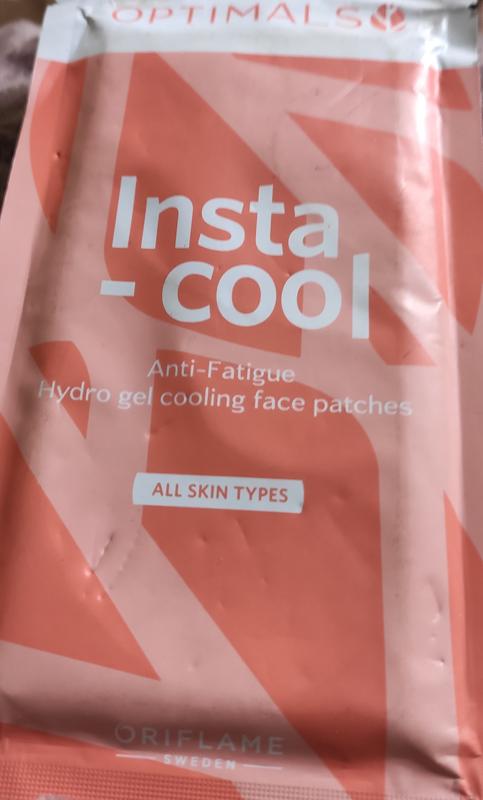 OPTIMALS
Insta
- cool
Anti-Fatigue
Hydro gel cooling face patches
ALL SKIN TYPES
ORIFLAME
SWEDEN